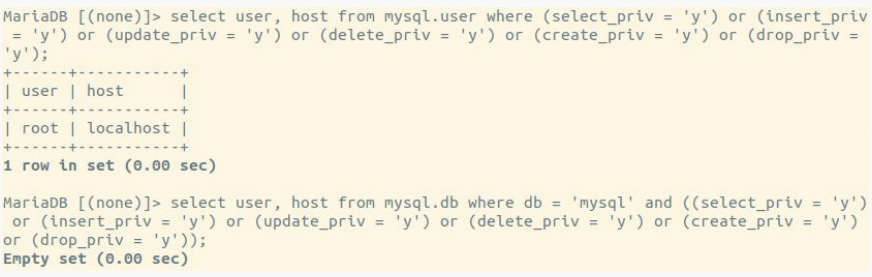 MariaDB [(none)]> select user, host from mysql.user where (select_priv = 'y') or (insert_priv
 = 'y') or (update_priv = 'y') or (delete_priv = 'y') or (create_priv = 'y') or (drop_priv =
'y');
+------+-----------+
| user | host      |
+------+-----------+
| root | localhost |
+------+-----------+
1 row in set (0.00 sec)

MariaDB [(none)]> select user, host from mysql.db where db = 'mysql' and ((select_priv = 'y')
 or (insert_priv = 'y') or (update_priv = 'y') or (delete_priv = 'y') or (create_priv = 'y')
or (drop_priv = 'y'));
Empty set (0.00 sec)